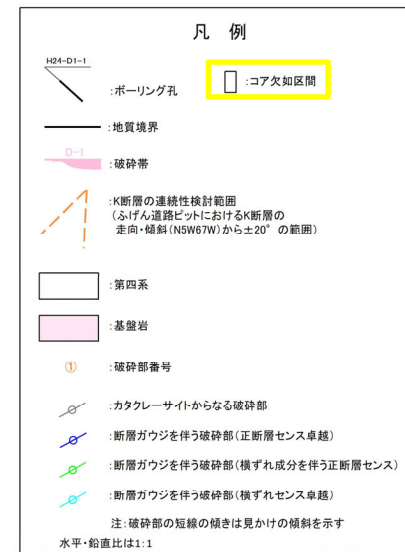 凡 例
H24-D1-1
:ボーリング孔
:コア欠如区間
:地質境界
D-1
:破砕帯
:K断層の連続性検討範囲
(ふげん道路ピットにおけるK断層の
走向・傾斜(N5W67W)から±20°の範囲)
:第四系
:基盤岩
①
:破砕部番号
:カタクレーサイトからなる破砕部
:断層ガウジを伴う破砕部(正断層センス卓越)
:断層ガウジを伴う破砕部(横ずれ成分を伴う正断層センス)
:断層ガウジを伴う破砕部(横ずれセンス卓越)
注:破砕部の短線の傾きは見かけの傾斜を示す
水平・鉛直比は1:1